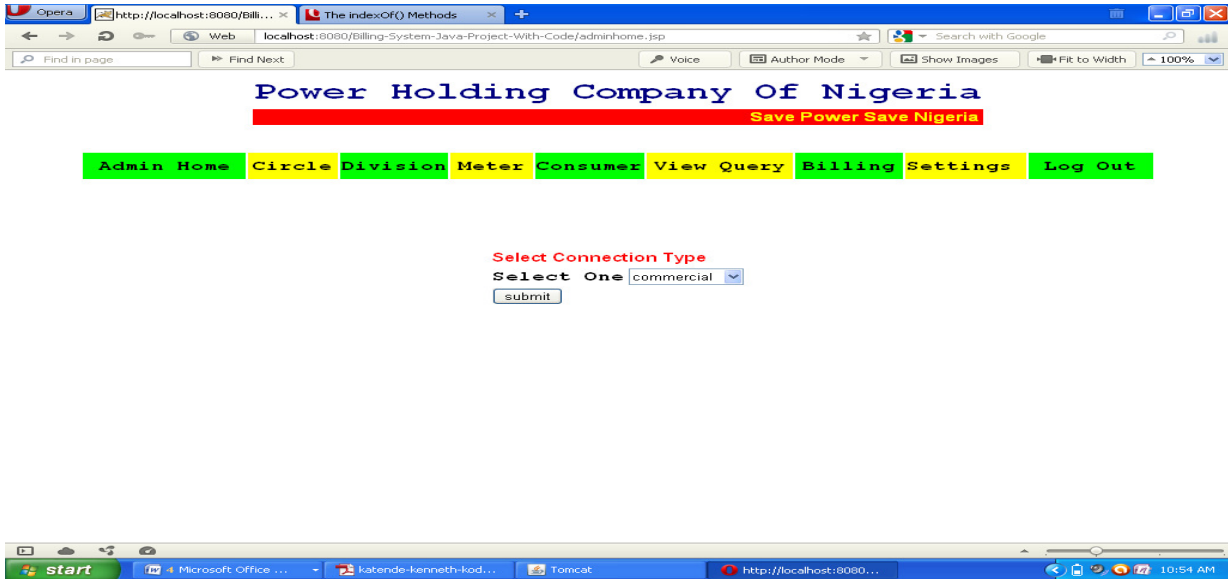 Opera http://localhost:8080/Billi... The indexOf() Methods
Web localhost:8080/Billing-System-Java-Project-With-Code/adminhome.jsp Search with Google
Find in page Find Next Voice Author Mode Show Images Fit to Width 100%
Power Holding Company Of Nigeria
Save Power Save Nigeria
Admin Home Circle Division Meter Consumer View Query Billing Settings Log Out
Select Connection Type
Select One commercial
submit
start 4 Microsoft Office ... katende-kenneth-kod... Tomcat http://localhost:8080... 10:54 AM